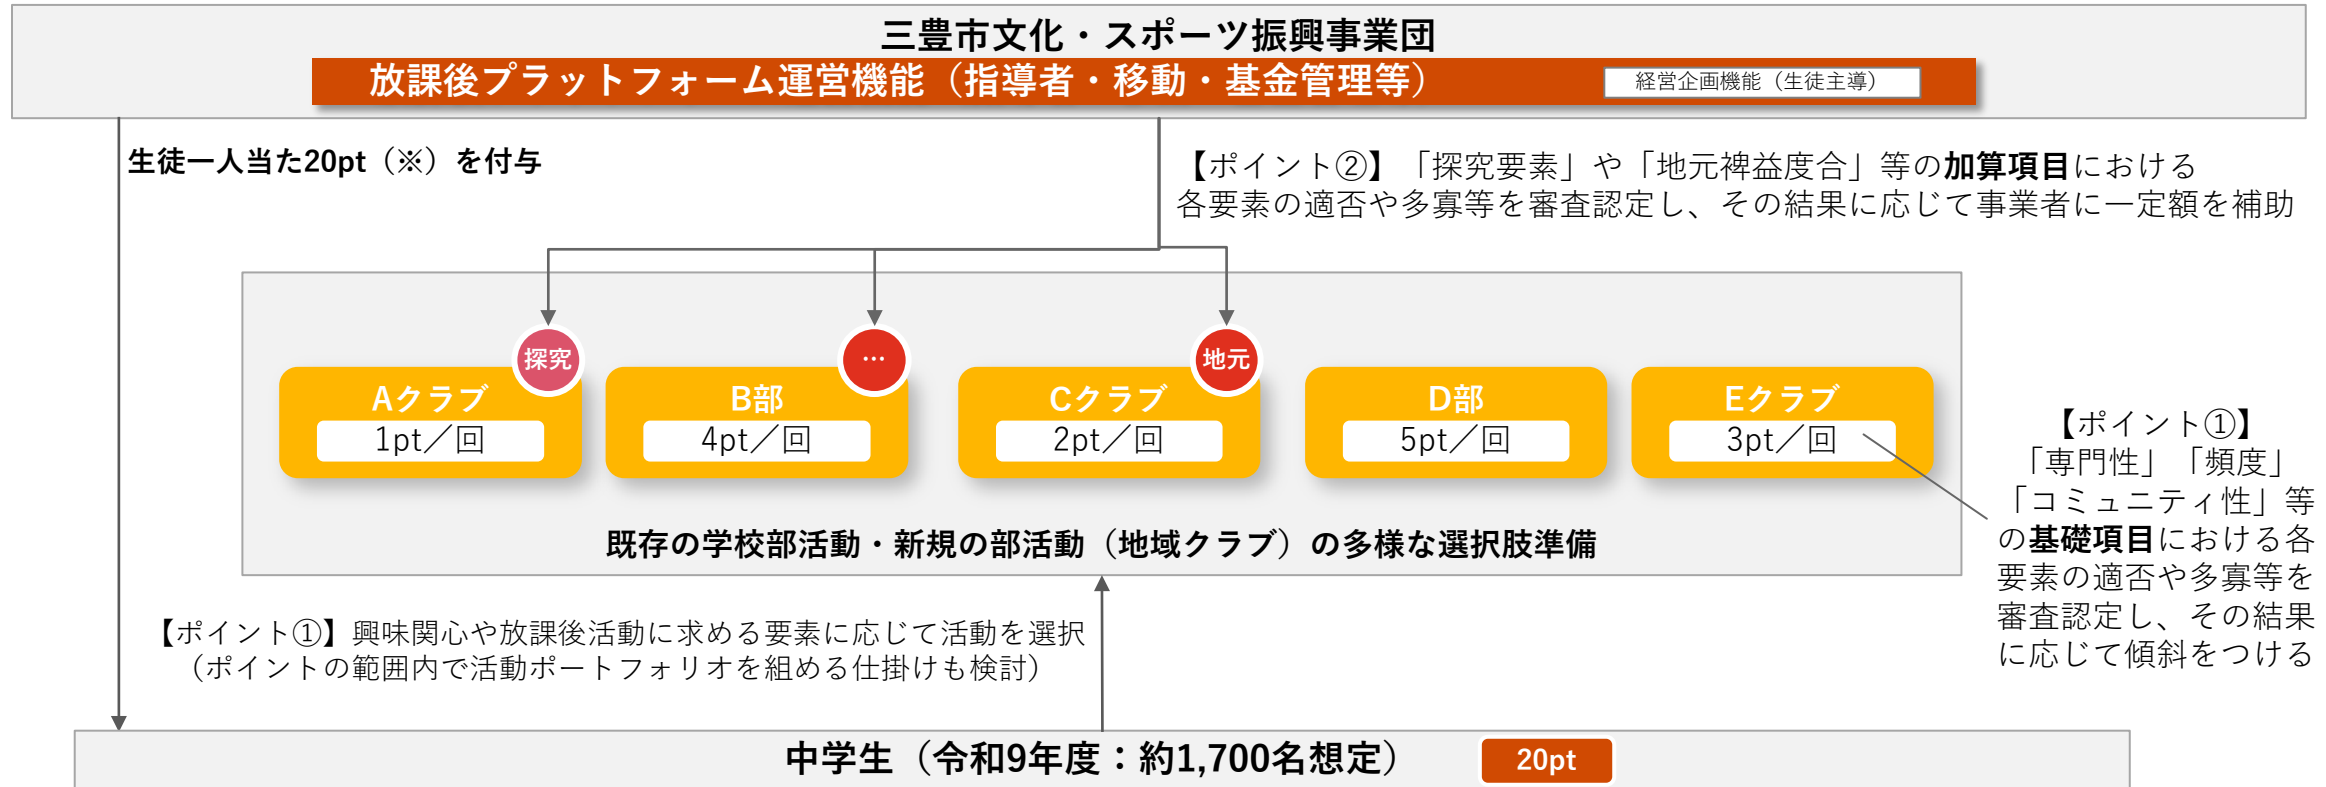 三豊市文化・スポーツ振興事業団
放課後プラットフォーム運営機能（指導者・移動・基金管理等）
経営企画機能（生徒主導）
生徒一人当た20pt（※）を付与
【ポイント②】「探究要素」や「地元裨益度合」等の加算項目における
各要素の適否や多寡等を審査認定し、その結果に応じて事業者に一定額を補助
探究
…
地元
Aクラブ
1pt／回
B部
4pt／回
Cクラブ
2pt／回
D部
5pt／回
Eクラブ
3pt／回
既存の学校部活動・新規の部活動（地域クラブ）の多様な選択肢準備
【ポイント①】
「専門性」「頻度」
「コミュニティ性」等
の基礎項目における各
要素の適否や多寡等を
審査認定し、その結果
に応じて傾斜をつける
【ポイント①】興味関心や放課後活動に求める要素に応じて活動を選択
（ポイントの範囲内で活動ポートフォリオを組める仕掛けも検討）
中学生（令和9年度：約1,700名想定）
20pt